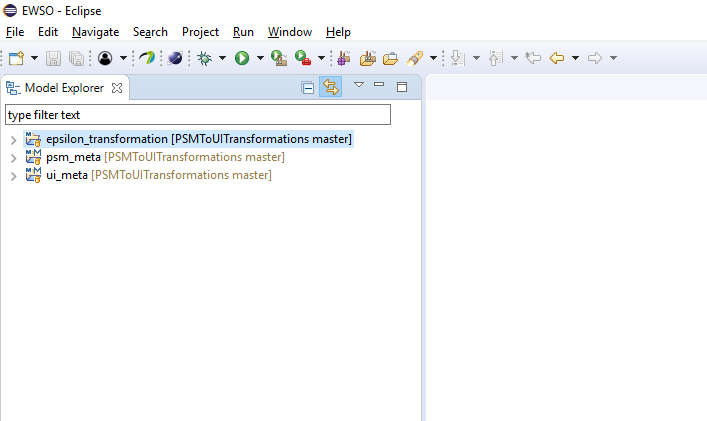 EWSO - Eclipse
File Edit Navigate Search Project Run Window Help
Model Explorer
type filter text
epsilon_transformation [PSMToUITransformations master]
psm_meta [PSMToUITransformations master]
ui_meta [PSMToUITransformations master]